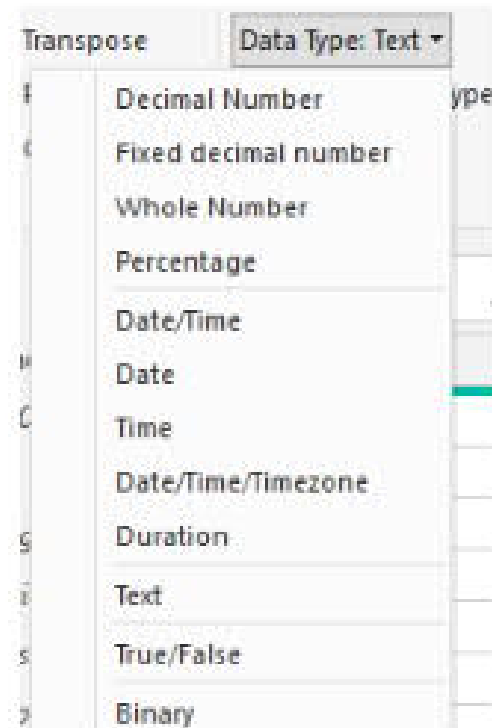 Transpose
Data Type: Text
ype
Decimal Number
Fixed decimal number
Whole Number
Percentage
Date/Time
Date
Time
Date/Time/Timezone
Duration
Text
True/False
Binary